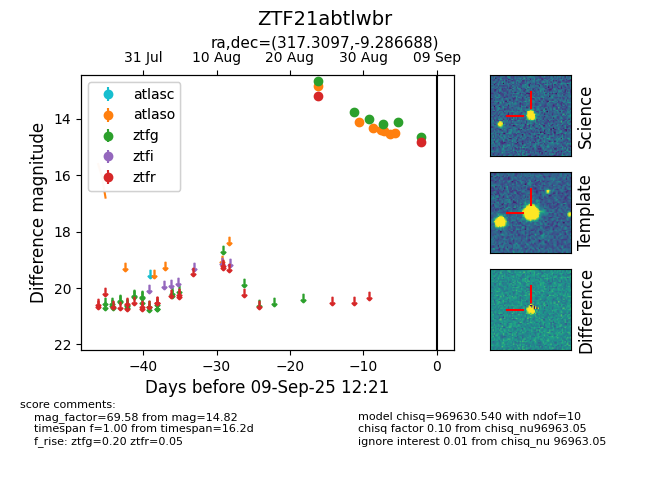 ZTF21abtlwbr
ra,dec=(317.3097,-9.286688)
31 Jul 10 Aug 20 Aug 30 Aug 09 Sep
atlasc
atlaso
ztfg
ztfi
ztfr
14
16
18
20
22
Difference magnitude
−40 −30 −20 −10 0
Days before 09-Sep-25 12:21
Science
Template
Difference
score comments:
mag_factor=69.58 from mag=14.82
timespan f=1.00 from timespan=16.2d
f_rise: ztfg=0.20 ztfr=0.05
model chisq=969630.540 with ndof=10
chisq factor 0.10 from chisq_nu96963.05
ignore interest 0.01 from chisq_nu 96963.05